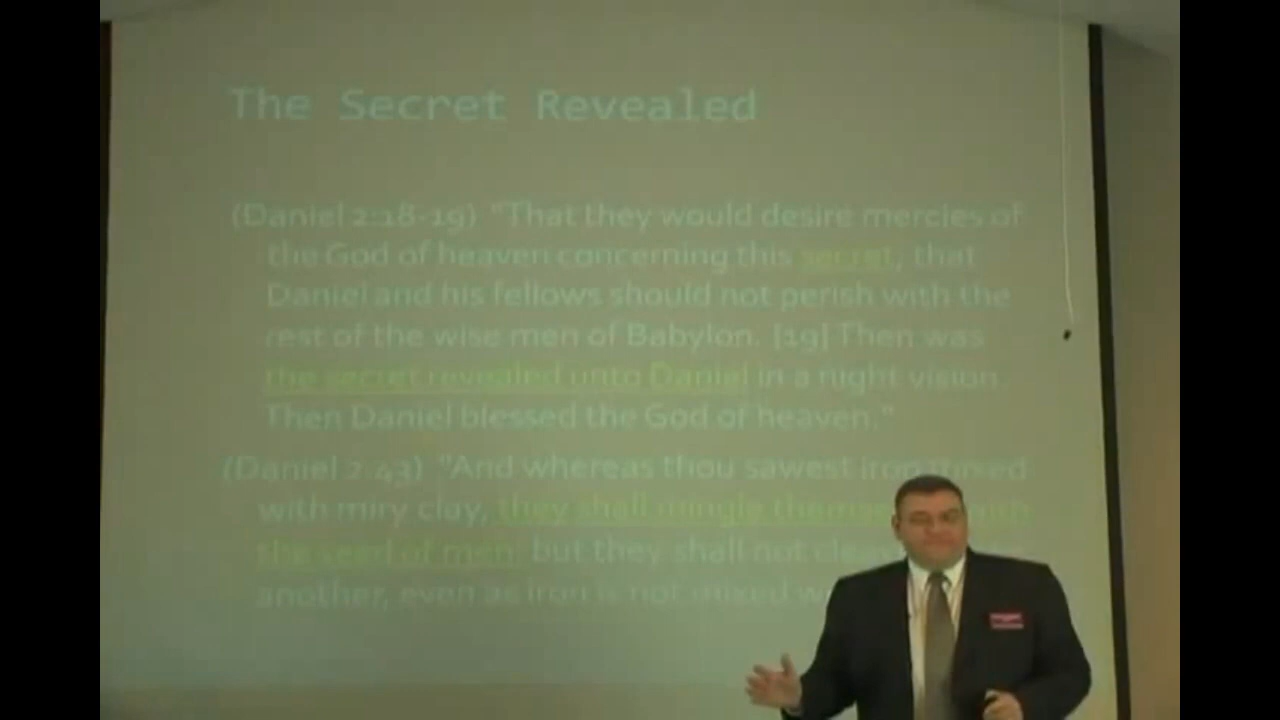 The Secret Revealed
(Daniel 2:18-19) "That they would desire mercies of
the God of heaven concerning this secret, that
Daniel and his fellows should not perish with the
rest of the wise men of Babylon. [19] Then was
the secret revealed unto Daniel in a night vision.
Then Daniel blessed the God of heaven."
(Daniel 2:43) "And whereas thou sawest iron mixed
with miry clay, they shall mingle themselves with
the seed of men: but they shall not
another, even as iron is not mixed